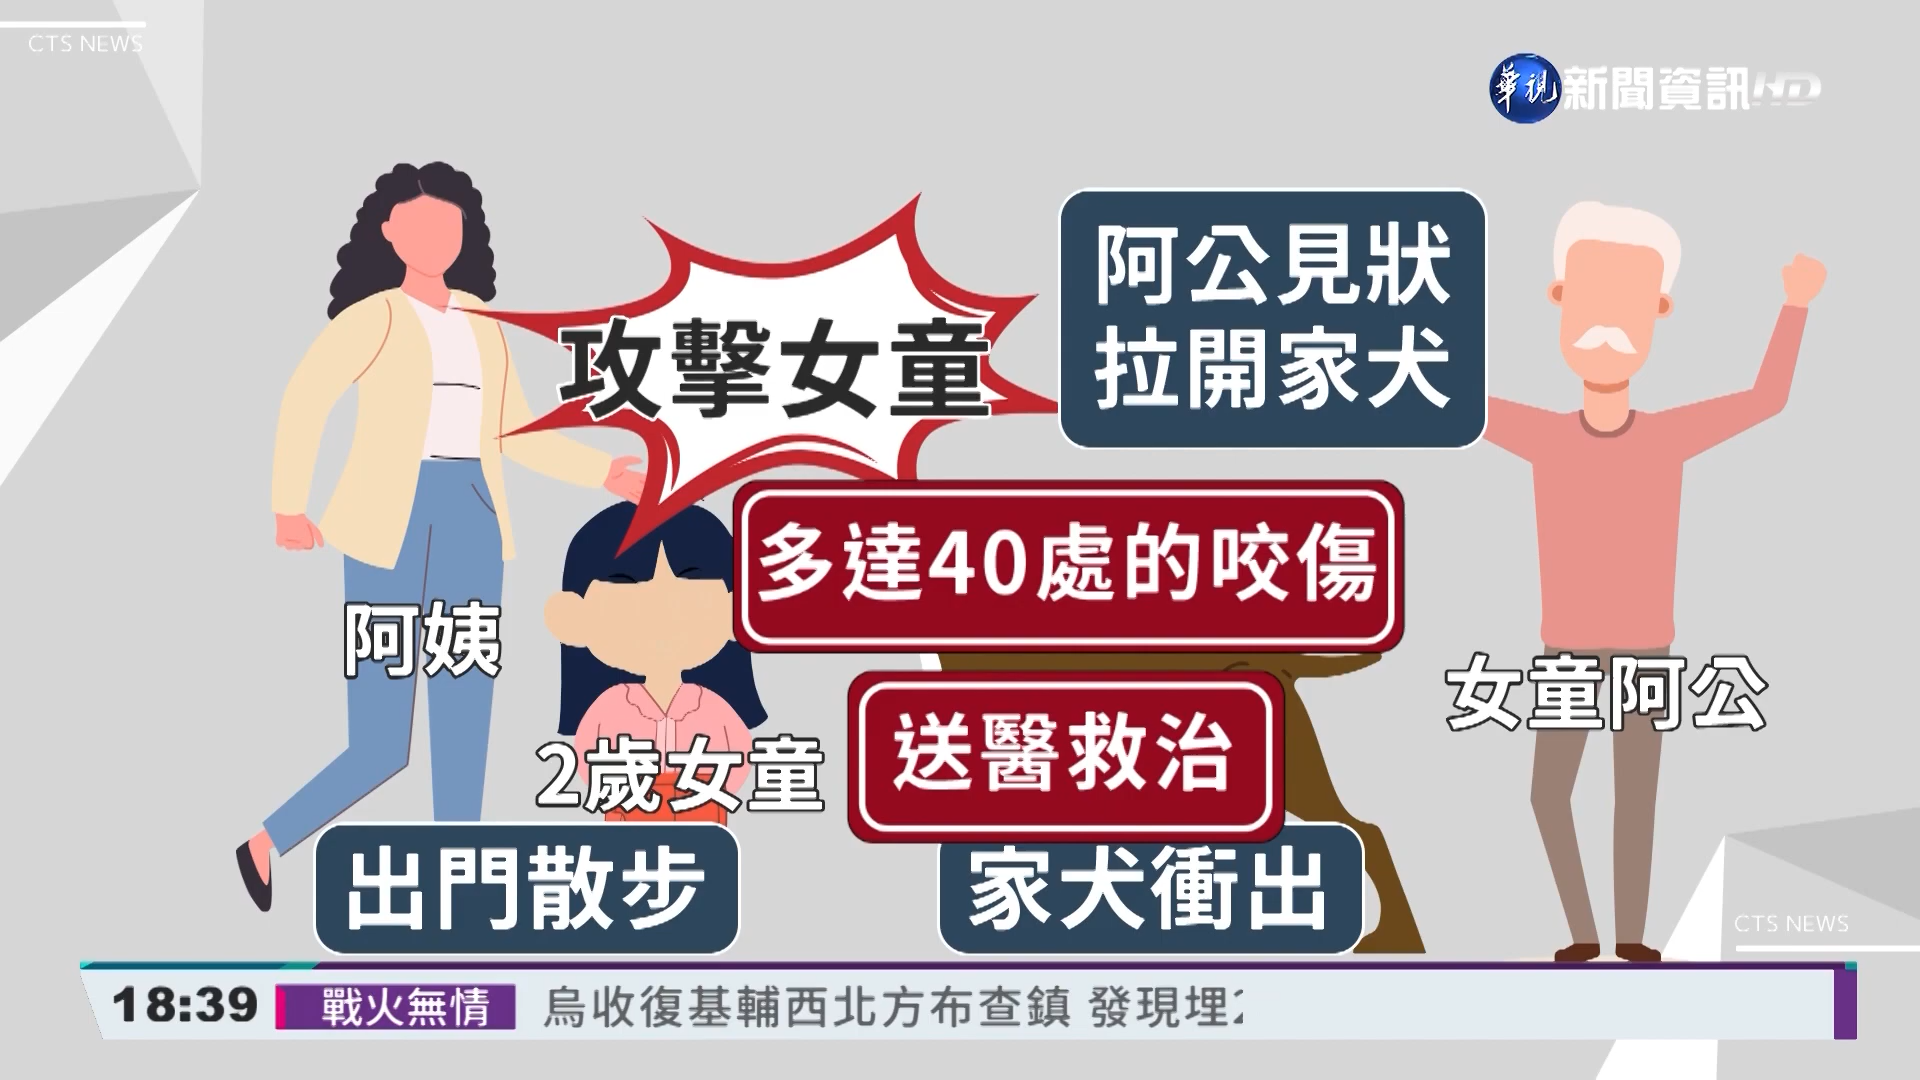 CTS NEWS
華視 新聞資訊HD
阿公見狀
拉開家犬
攻擊女童
多達40處的咬傷
阿姨
女童阿公
送醫救治
2歲女童
出門散步
家犬衝出
CTS NEWS
18:39 戰火無情 烏收復基輔西北方布查鎮 發現埋